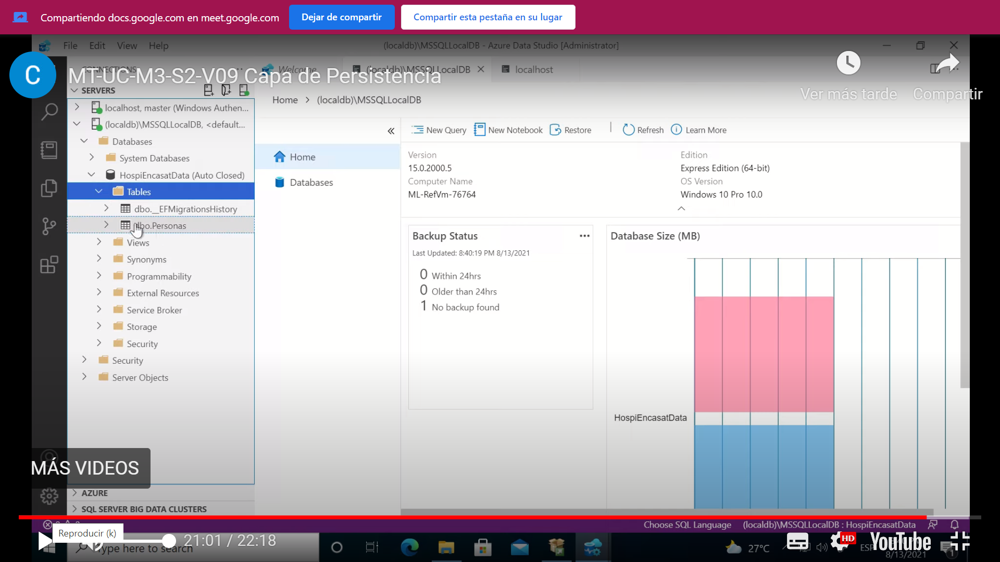 Compartiendo docs.google.com en meet.google.com
Dejar de compartir
Compartir esta pestaña en su lugar
File Edit View Help
(localdb)\MSSQLLocalDB - Azure Data Studio [Administrator]
C
MT-UC-M3-S2-V09 Capa de Persistencia
CONNECTIONS
Welcome
(localdb)\MSSQLLocalDB
localhost
Ver más tarde
Compartir
SERVERS
localhost, master (Windows Authen...
(localdb)\MSSQLLocalDB, <default...
Databases
System Databases
HospiEncasatData (Auto Closed)
Tables
dbo.__EFMigrationsHistory
dbo.Personas
Views
Synonyms
Programmability
External Resources
Service Broker
Storage
Security
Security
Server Objects
MÁS VIDEOS
AZURE
SQL SERVER BIG DATA CLUSTERS
Home > (localdb)\MSSQLLocalDB
New Query
New Notebook
Restore
Refresh
Learn More
Home
Databases
Version
15.0.2000.5
Computer Name
ML-RefVm-76764
Edition
Express Edition (64-bit)
OS Version
Windows 10 Pro 10.0
Backup Status
Last Updated: 8:40:19 PM 8/13/2021
0 Within 24hrs
0 Older than 24hrs
1 No backup found
Database Size (MB)
HospiEncasatData
Choose SQL Language
(localdb)\MSSQLLocalDB : HospiEncasatData
Reproducir (k)
21:01 / 22:18
Type here to search
27°C
ESP
HD
YouTube
8/13/2021
1